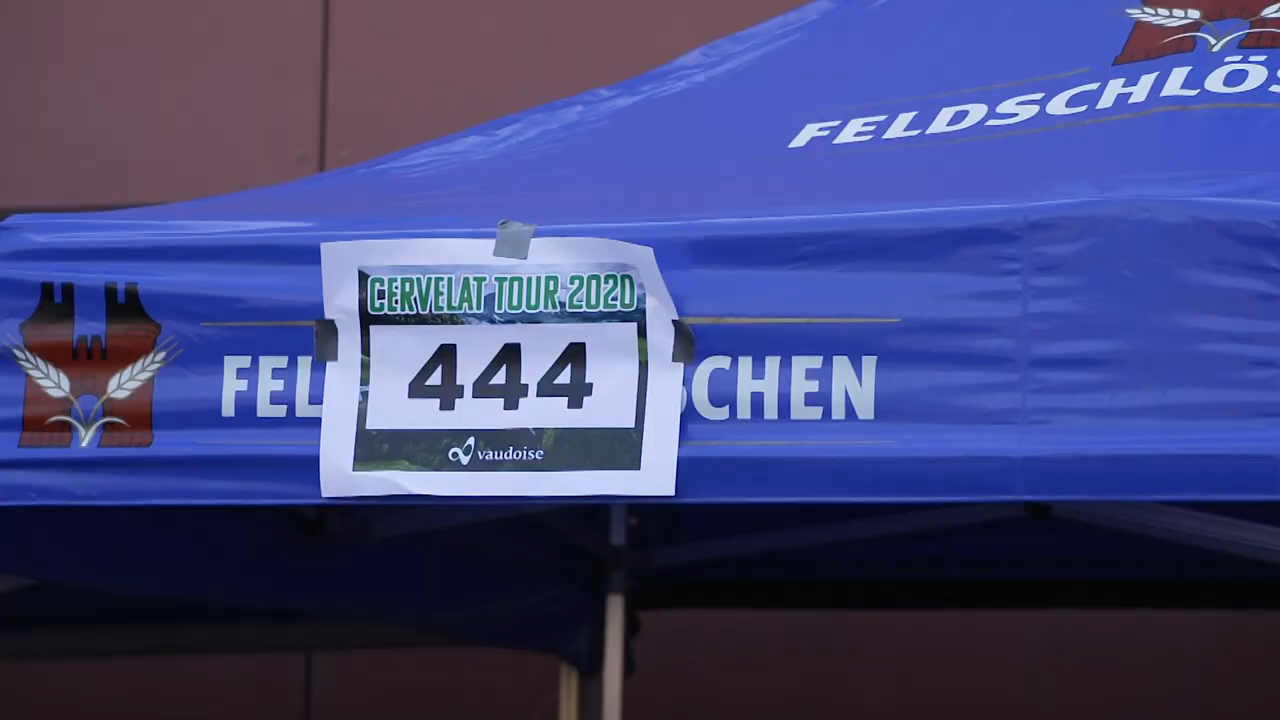 FELDSCHLÖS
CERVELAT TOUR 2020
FEL
444
SCHEN
vaudoise